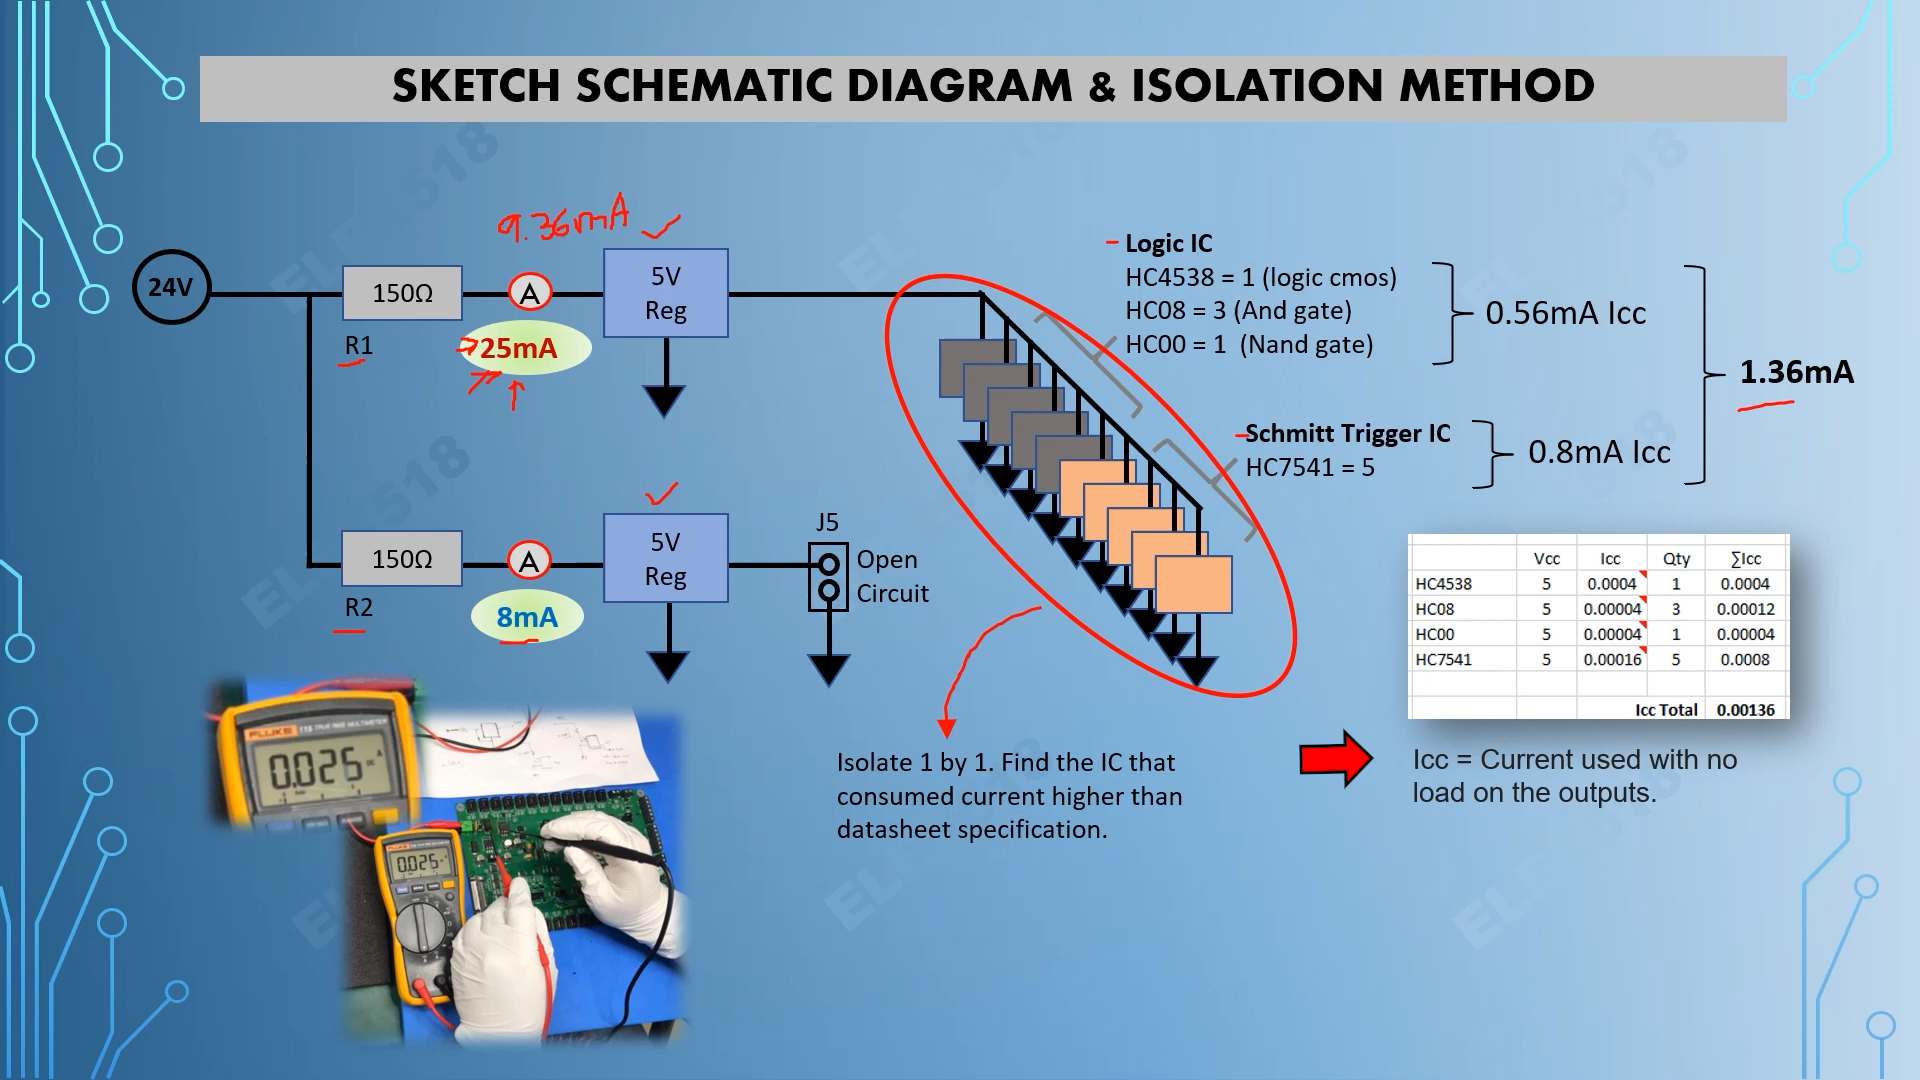 SKETCH SCHEMATIC DIAGRAM & ISOLATION METHOD
9.36mA
24V
150Ω
A
5V
Reg
R1
25mA
Logic IC
HC4538 = 1 (logic cmos)
HC08 = 3 (And gate)
HC00 = 1 (Nand gate)
0.56mA Icc
1.36mA
Schmitt Trigger IC
HC7541 = 5
0.8mA Icc
150Ω
A
5V
Reg
R2
8mA
J5
Open
Circuit
Vcc Icc Qty ∑Icc
HC4538 5 0.0004 1 0.0004
HC08 5 0.00004 3 0.00012
HC00 5 0.00004 1 0.00004
HC7541 5 0.00016 5 0.0008
Icc Total 0.00136
Isolate 1 by 1. Find the IC that
consumed current higher than
datasheet specification.
Icc = Current used with no
load on the outputs.
FLUKE 115 TRUE RMS MULTIMETER
0.025
0.025